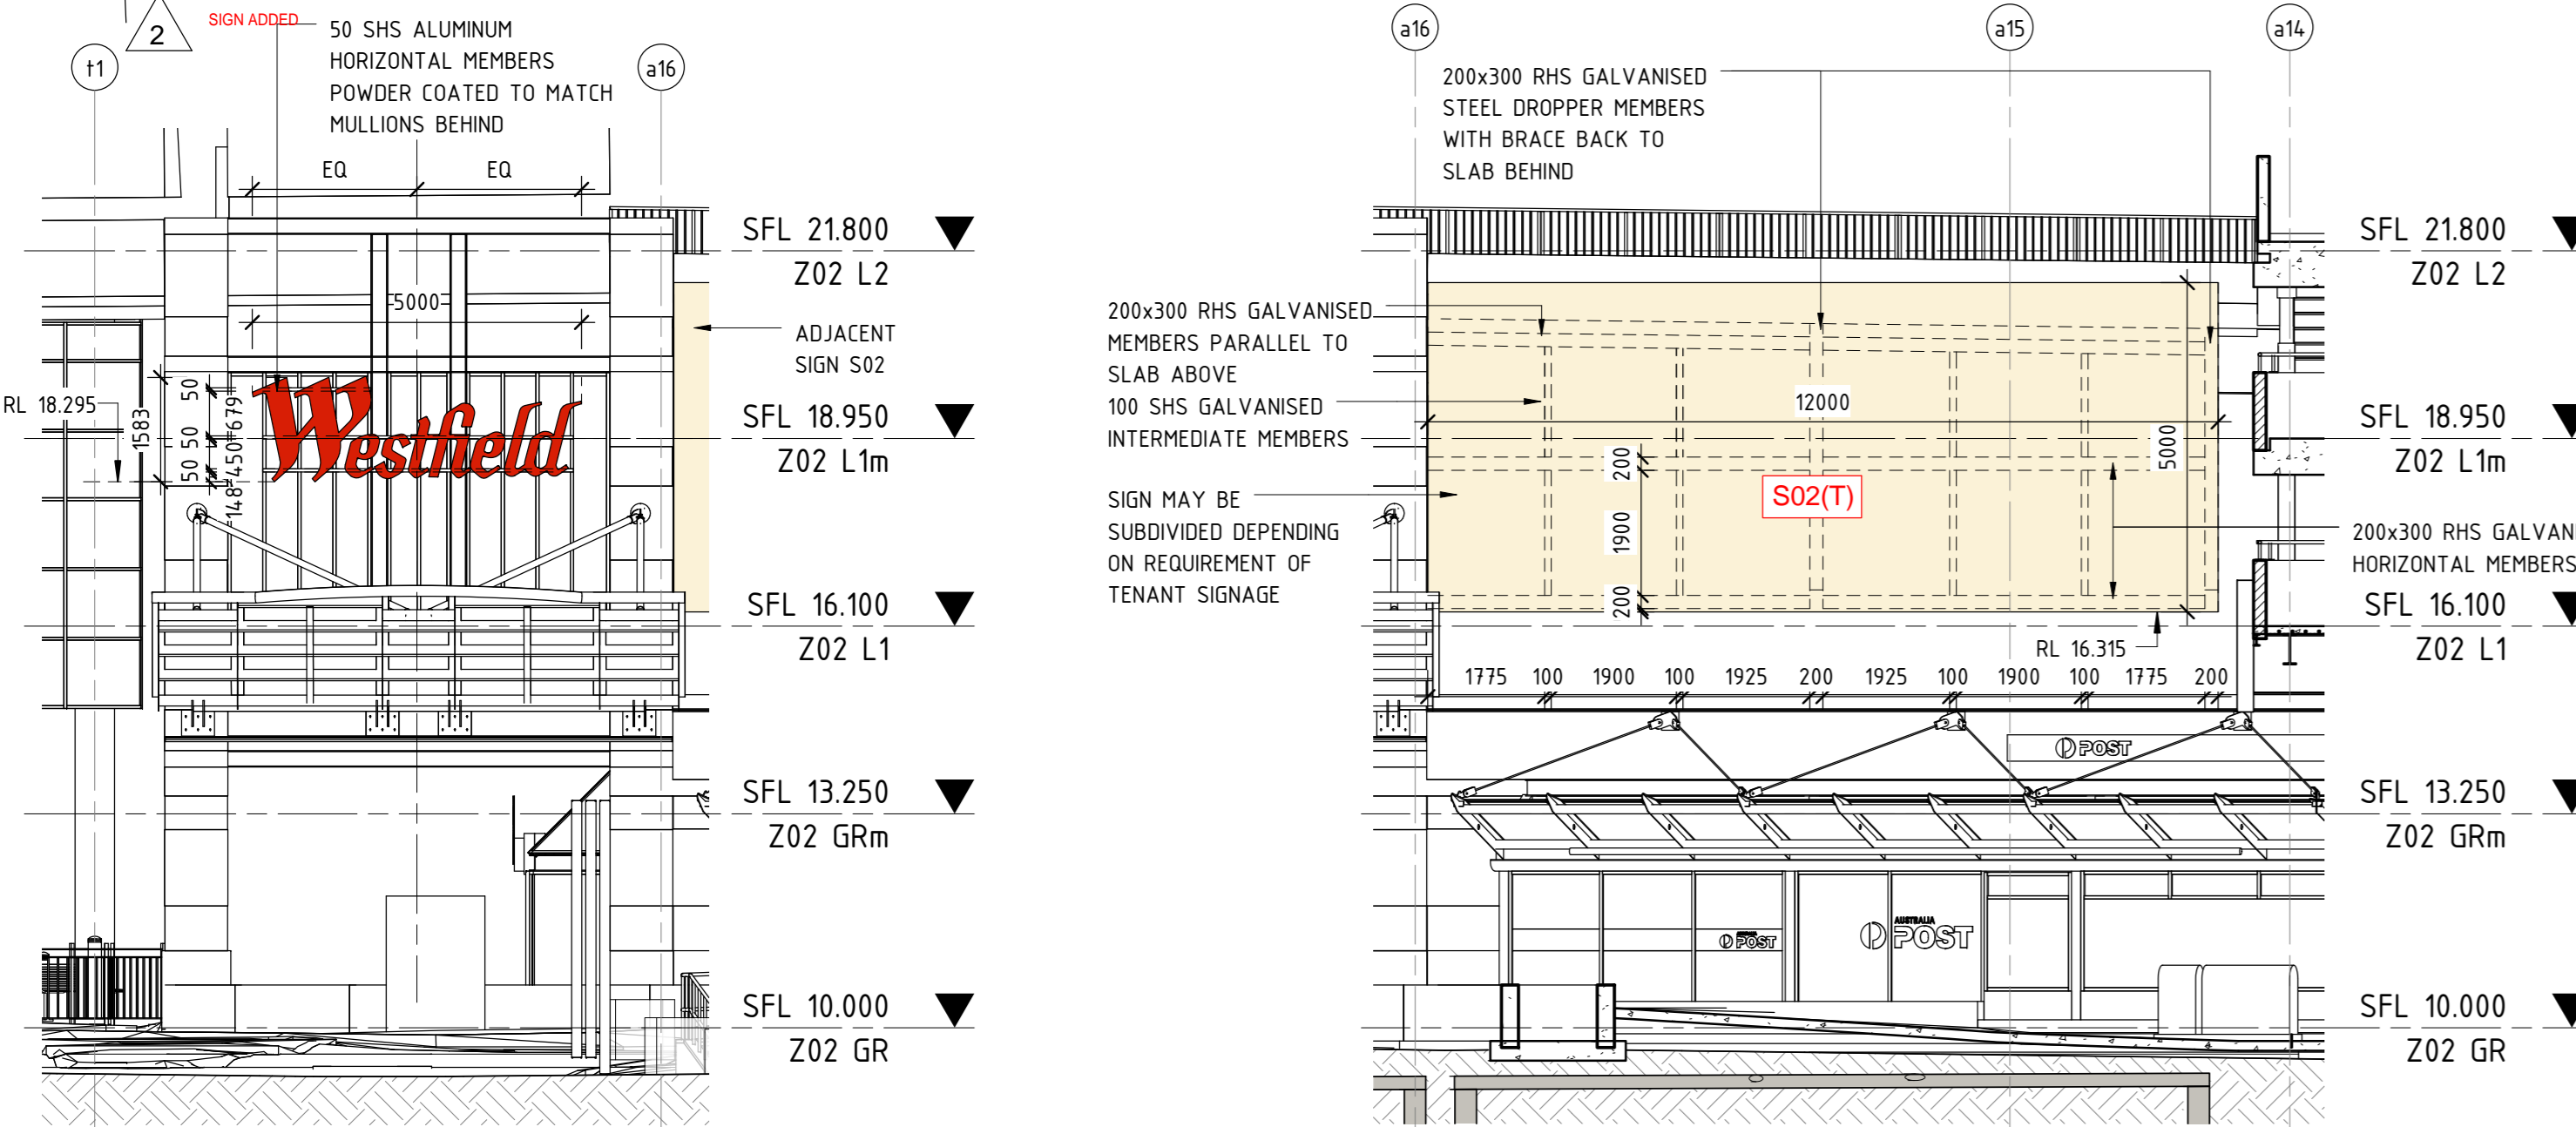 2
SIGN ADDED
50 SHS ALUMINUM
HORIZONTAL MEMBERS
POWDER COATED TO MATCH
MULLIONS BEHIND
t1
a16
EQ
EQ
5000
SFL 21.800
Z02 L2
ADJACENT
SIGN S02
RL 18.295
1583
50
50
50
679
450
148
Westfield
SFL 18.950
Z02 L1m
SFL 16.100
Z02 L1
SFL 13.250
Z02 GRm
SFL 10.000
Z02 GR
a16
a15
a14
200x300 RHS GALVANISED
STEEL DROPPER MEMBERS
WITH BRACE BACK TO
SLAB BEHIND
200x300 RHS GALVANISED
MEMBERS PARALLEL TO
SLAB ABOVE
100 SHS GALVANISED
INTERMEDIATE MEMBERS
SIGN MAY BE
SUBDIVIDED DEPENDING
ON REQUIREMENT OF
TENANT SIGNAGE
12000
5000
200
1900
200
S02(T)
200x300 RHS GALVAN
HORIZONTAL MEMBERS
RL 16.315
1775 100 1900 100 1925 200 1925 100 1900 100 1775 200
POST
AUSTRALIA
POST
AUSTRALIA
POST
SFL 21.800
Z02 L2
SFL 18.950
Z02 L1m
SFL 16.100
Z02 L1
SFL 13.250
Z02 GRm
SFL 10.000
Z02 GR